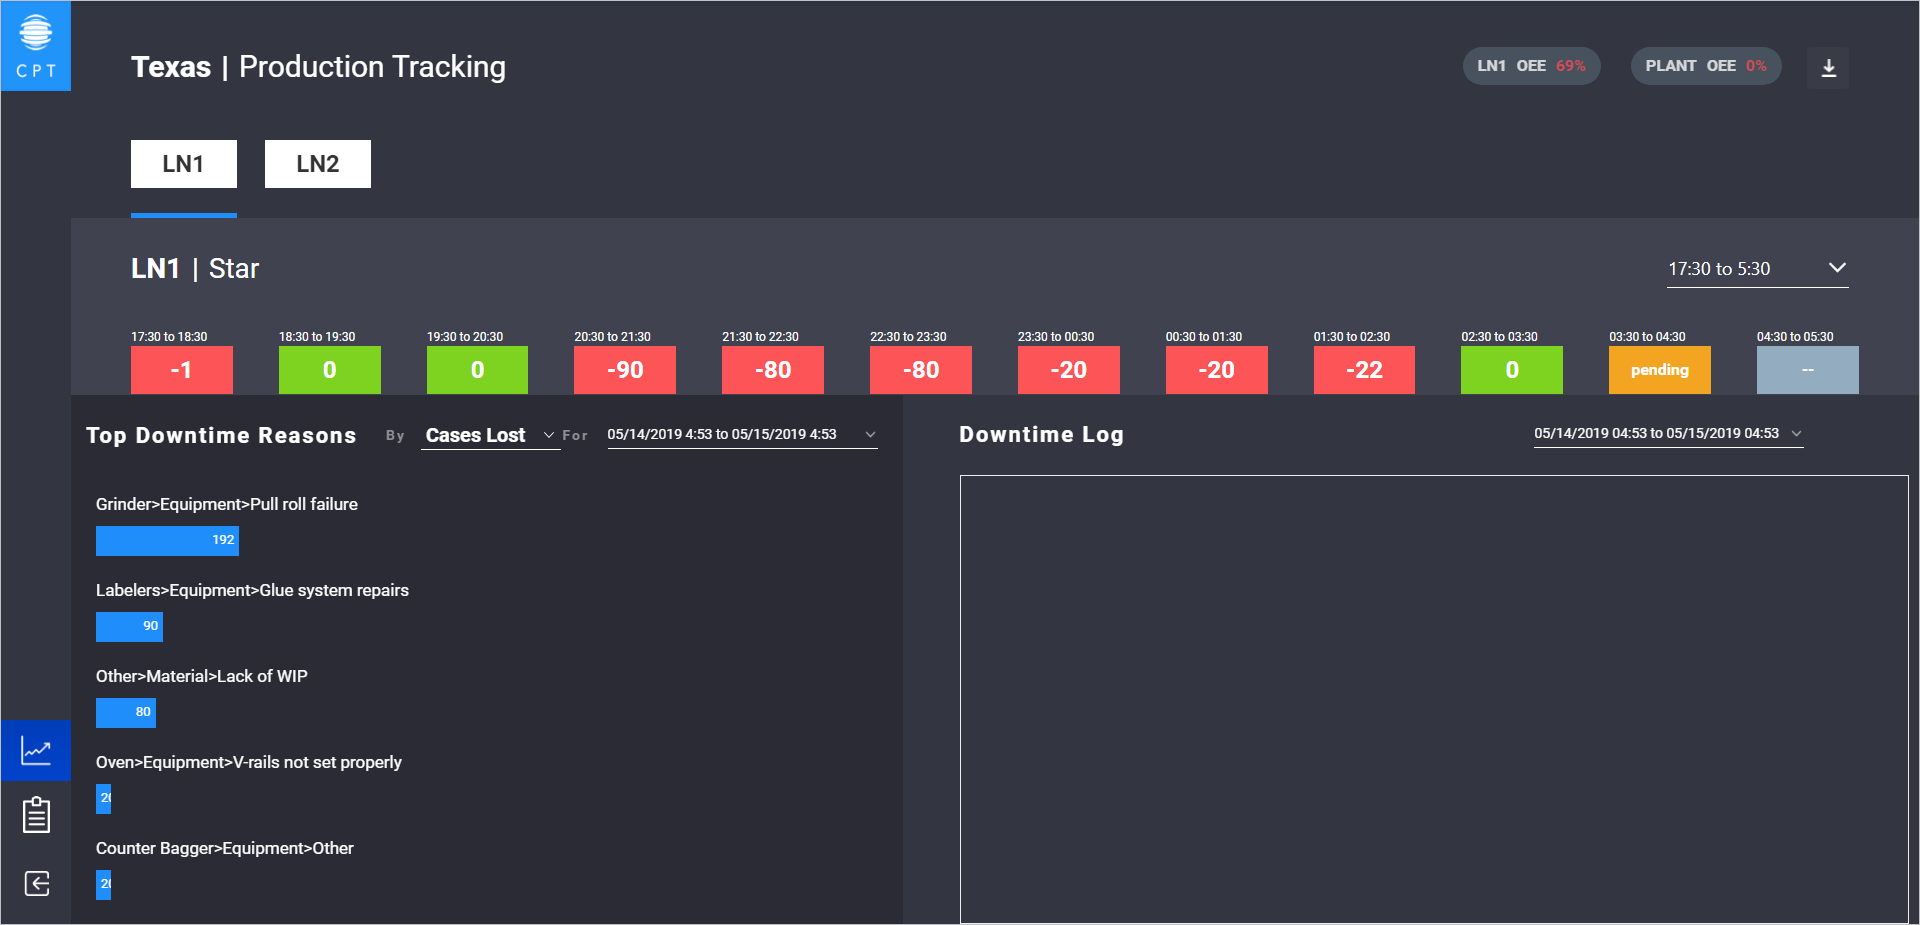 CPT
Texas | Production Tracking
LN1 OEE 69%
PLANT OEE 0%
LN1
LN2
LN1 | Star
17:30 to 5:30
17:30 to 18:30
18:30 to 19:30
19:30 to 20:30
20:30 to 21:30
21:30 to 22:30
22:30 to 23:30
23:30 to 00:30
00:30 to 01:30
01:30 to 02:30
02:30 to 03:30
03:30 to 04:30
04:30 to 05:30
-1
0
0
-90
-80
-80
-20
-20
-22
0
pending
--
Top Downtime Reasons By Cases Lost For 05/14/2019 4:53 to 05/15/2019 4:53
Grinder>Equipment>Pull roll failure
192
Labelers>Equipment>Glue system repairs
90
Other>Material>Lack of WIP
80
Oven>Equipment>V-rails not set properly
20
Counter Bagger>Equipment>Other
20
Downtime Log
05/14/2019 04:53 to 05/15/2019 04:53